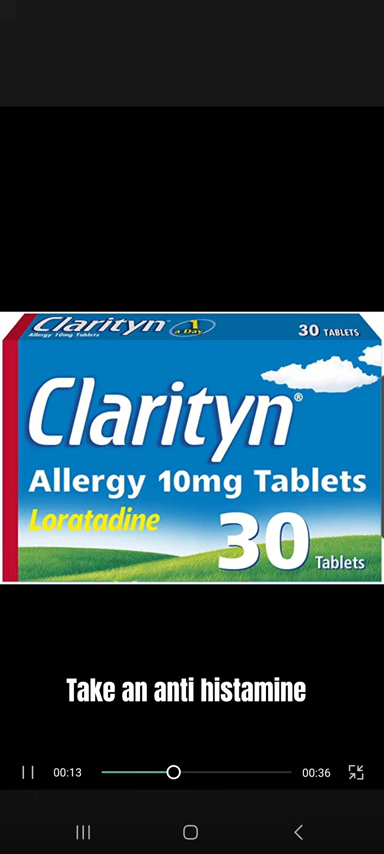 Clarityn 1 a Day 30 TABLETS
Allergy 10mg Tablets
Clarityn®
Allergy 10mg Tablets
Loratadine
30 Tablets
Take an anti histamine
00:13 00:36